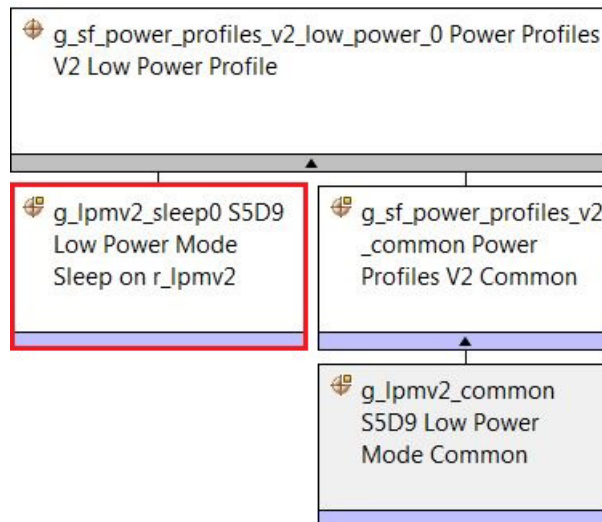 g_sf_power_profiles_v2_low_power_0 Power Profiles
V2 Low Power Profile
g_lpmv2_sleep0 S5D9
Low Power Mode
Sleep on r_lpmv2
g_sf_power_profiles_v2
_common Power
Profiles V2 Common
g_lpmv2_common
S5D9 Low Power
Mode Common